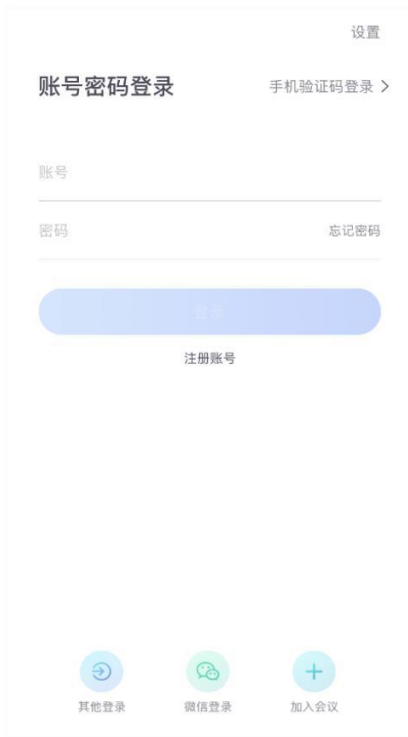 设置
账号密码登录
手机验证码登录
账号
密码
忘记密码
登录
注册账号
其他登录
微信登录
加入会议